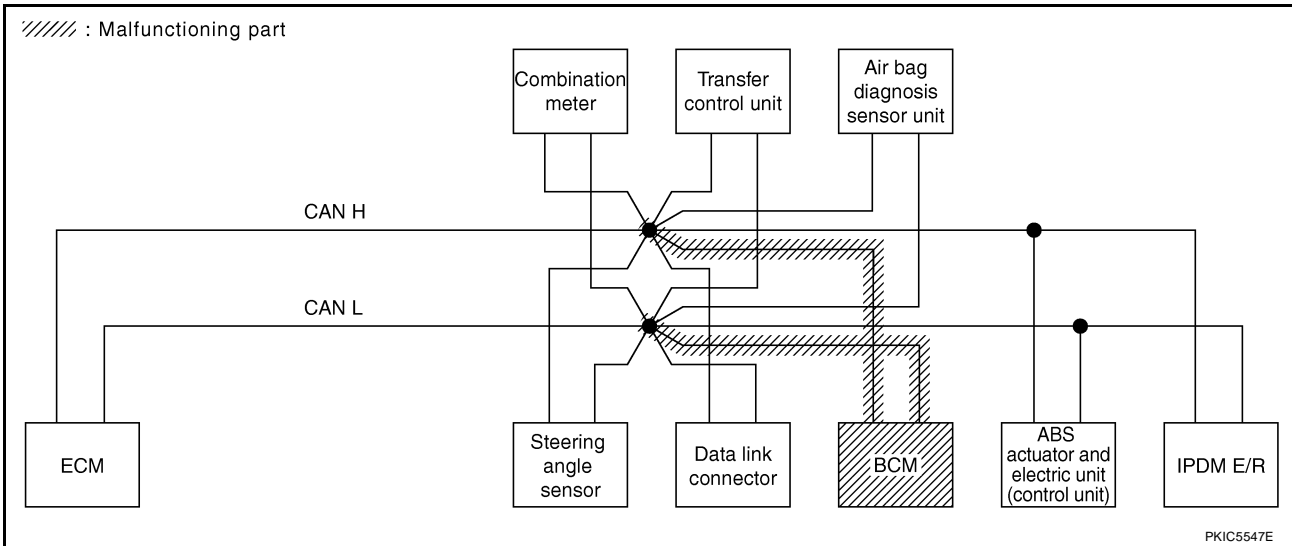 : Malfunctioning part
Combination
meter
Transfer
control unit
Air bag
diagnosis
sensor unit
CAN H
CAN L
ECM
Steering
angle
sensor
Data link
connector
BCM
ABS
actuator and
electric unit
(control unit)
IPDM E/R
PKIC5547E